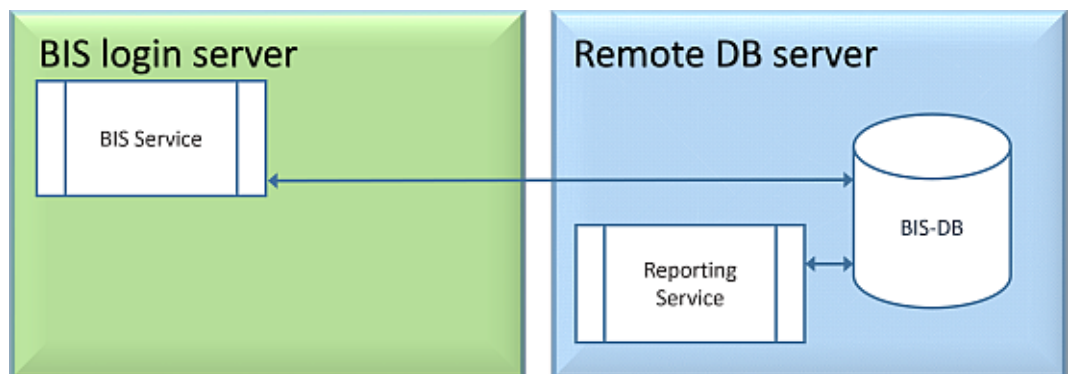 BIS login server
BIS Service
Remote DB server
BIS-DB
Reporting
Service